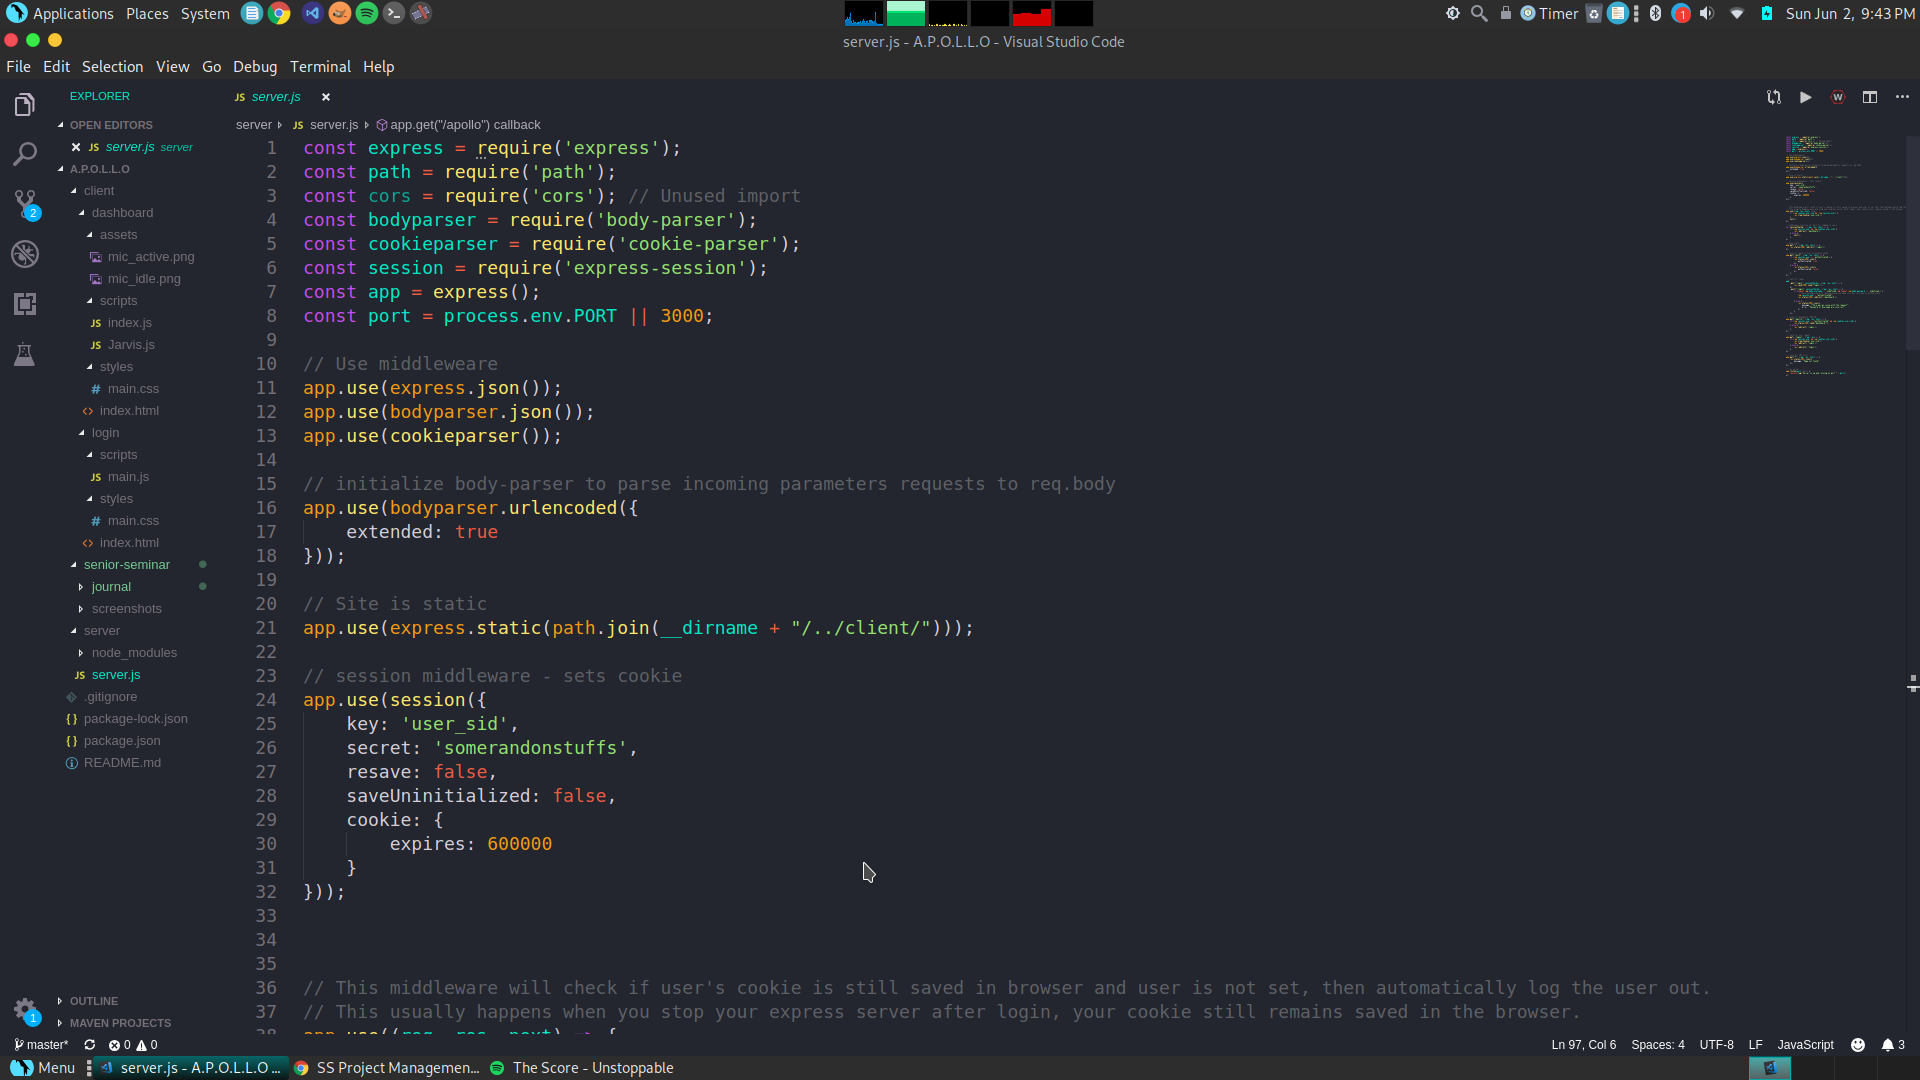 Applications Places System
Timer
1
Sun Jun 2, 9:43 PM
server.js - A.P.O.L.L.O - Visual Studio Code
File Edit Selection View Go Debug Terminal Help
EXPLORER
OPEN EDITORS
JS server.js server
A.P.O.L.L.O
client
dashboard
assets
mic_active.png
mic_idle.png
scripts
JS index.js
JS Jarvis.js
styles
# main.css
<> index.html
login
scripts
JS main.js
styles
# main.css
<> index.html
senior-seminar
journal
screenshots
server
node_modules
JS server.js
.gitignore
{} package-lock.json
{} package.json
README.md
OUTLINE
MAVEN PROJECTS
2
1
JS server.js ×
W
server JS server.js app.get("/apollo") callback
1 const express = require('express');
2 const path = require('path');
3 const cors = require('cors'); // Unused import
4 const bodyparser = require('body-parser');
5 const cookieparser = require('cookie-parser');
6 const session = require('express-session');
7 const app = express();
8 const port = process.env.PORT || 3000;
9
10 // Use middleweare
11 app.use(express.json());
12 app.use(bodyparser.json());
13 app.use(cookieparser());
14
15 // initialize body-parser to parse incoming parameters requests to req.body
16 app.use(bodyparser.urlencoded({
17 extended: true
18 }));
19
20 // Site is static
21 app.use(express.static(path.join(__dirname + "/../client/")));
22
23 // session middleware - sets cookie
24 app.use(session({
25 key: 'user_sid',
26 secret: 'somerandonstuffs',
27 resave: false,
28 saveUninitialized: false,
29 cookie: {
30 expires: 600000
31 }
32 }));
33
34
35
36 // This middleware will check if user's cookie is still saved in browser and user is not set, then automatically log the user out.
37 // This usually happens when you stop your express server after login, your cookie still remains saved in the browser.
38 app.use((req, res, next) => {
master* 0 0
Ln 97, Col 6 Spaces: 4 UTF-8 LF JavaScript 3
Menu server.js - A.P.O.L.L.O ... SS Project Managemen... The Score - Unstoppable